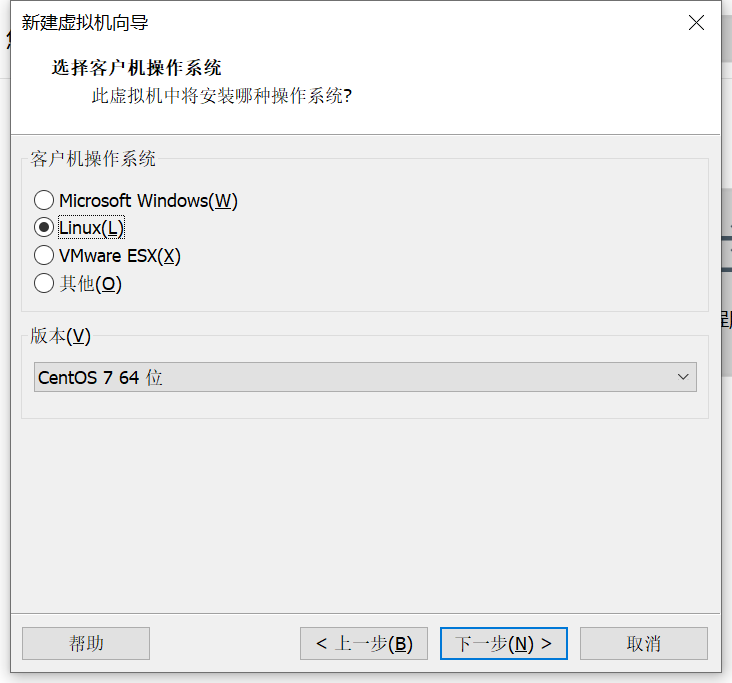 新建虚拟机向导
选择客户机操作系统
此虚拟机中将安装哪种操作系统?
客户机操作系统
Microsoft Windows(W)
Linux(L)
VMware ESX(X)
其他(O)
版本(V)
CentOS 7 64 位
帮助
< 上一步(B)
下一步(N) >
取消